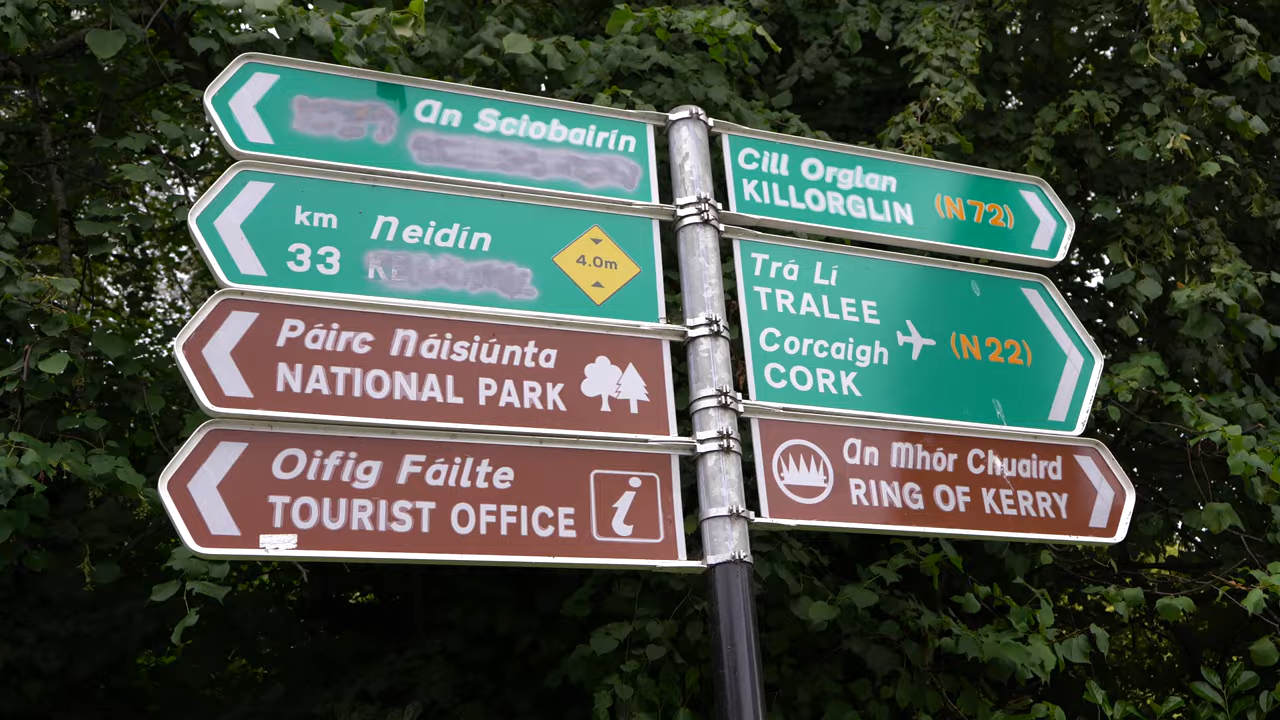 An Sciobairín
km
33
Neidín
4.0m
Páirc Náisiúnta
NATIONAL PARK
Oifig Fáilte
TOURIST OFFICE
i
Cill Orglan
KILLORGLIN
(N72)
Trá Lí
TRALEE
Corcaigh
CORK
(N22)
An Mhór Chuaird
RING OF KERRY